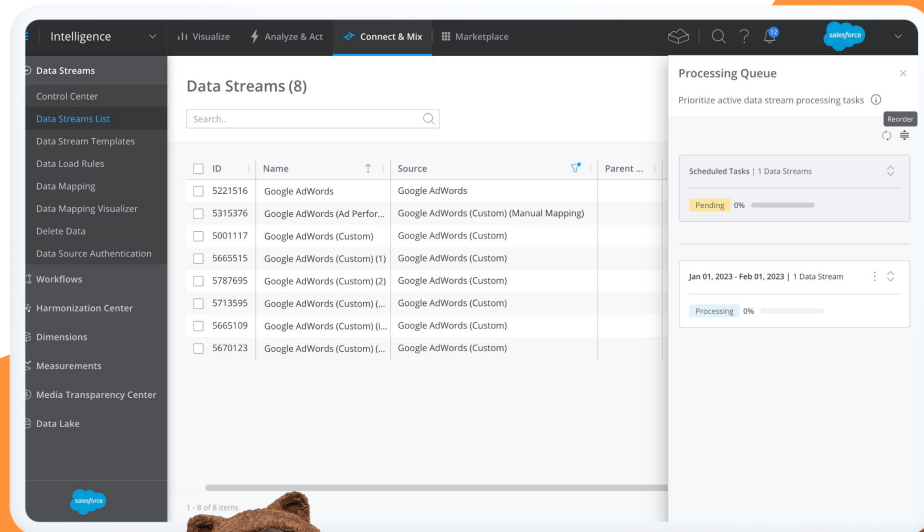 Intelligence
Visualize
Analyze & Act
Connect & Mix
Marketplace
?
12
salesforce
Data Streams
Control Center
Data Streams List
Data Stream Templates
Data Load Rules
Data Mapping
Data Mapping Visualizer
Delete Data
Data Source Authentication
Workflows
Harmonization Center
Dimensions
Measurements
Media Transparency Center
Data Lake
salesforce
Data Streams (8)
Search..
ID Name Source Parent ...
5221516 Google AdWords Google AdWords
5315376 Google AdWords (Ad Perfor... Google AdWords (Custom) (Manual Mapping)
5001117 Google AdWords (Custom) Google AdWords (Custom)
5665515 Google AdWords (Custom) (1) Google AdWords (Custom)
5787695 Google AdWords (Custom) (2) Google AdWords (Custom)
5713595 Google AdWords (Custom) (... Google AdWords (Custom)
5665109 Google AdWords (Custom) (i... Google AdWords (Custom)
5670123 Google AdWords (Custom) (... Google AdWords (Custom)
1 - 8 of 8 items
Processing Queue
Prioritize active data stream processing tasks
Reorder
Scheduled Tasks | 1 Data Streams
Pending 0%
Jan 01, 2023 - Feb 01, 2023 | 1 Data Stream
Processing 0%